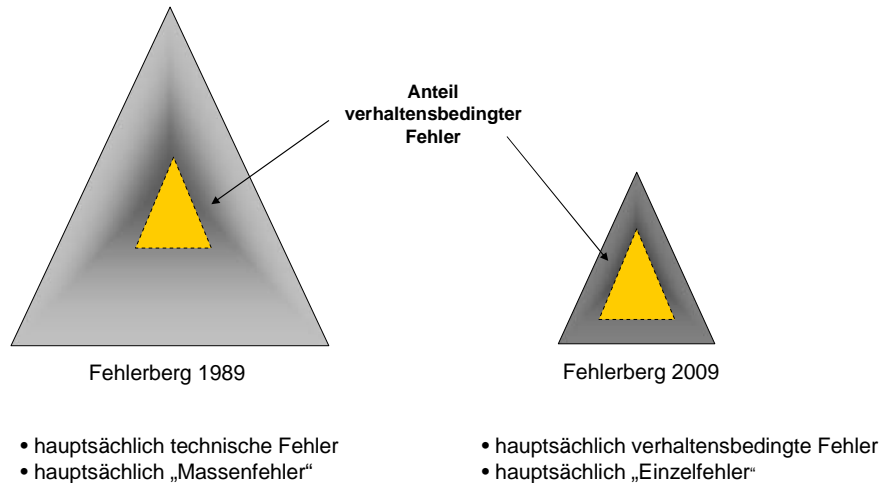 Anteil
verhaltensbedingter
Fehler
Fehlerberg 1989
Fehlerberg 2009
• hauptsächlich technische Fehler
• hauptsächlich „Massenfehler“
• hauptsächlich verhaltensbedingte Fehler
• hauptsächlich „Einzelfehler“